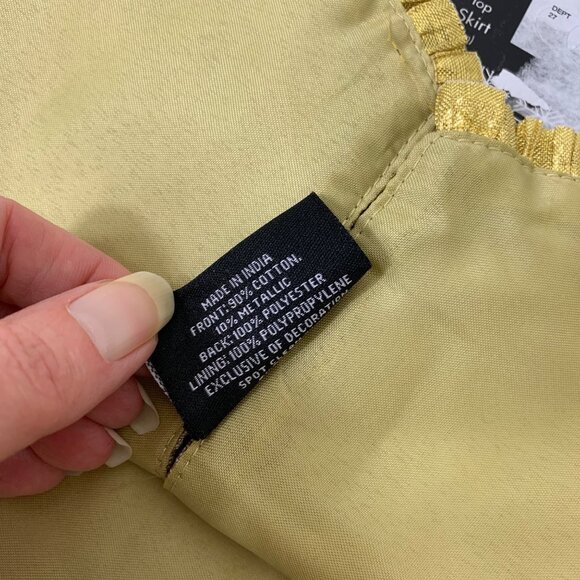 Top
Skirt
DEPT
27
MADE IN INDIA
FRONT: 90% COTTON,
10% METALLIC
BACK: 100% POLYESTER
LINING: 100% POLYPROPYLENE
EXCLUSIVE OF DECORATION
SPOT